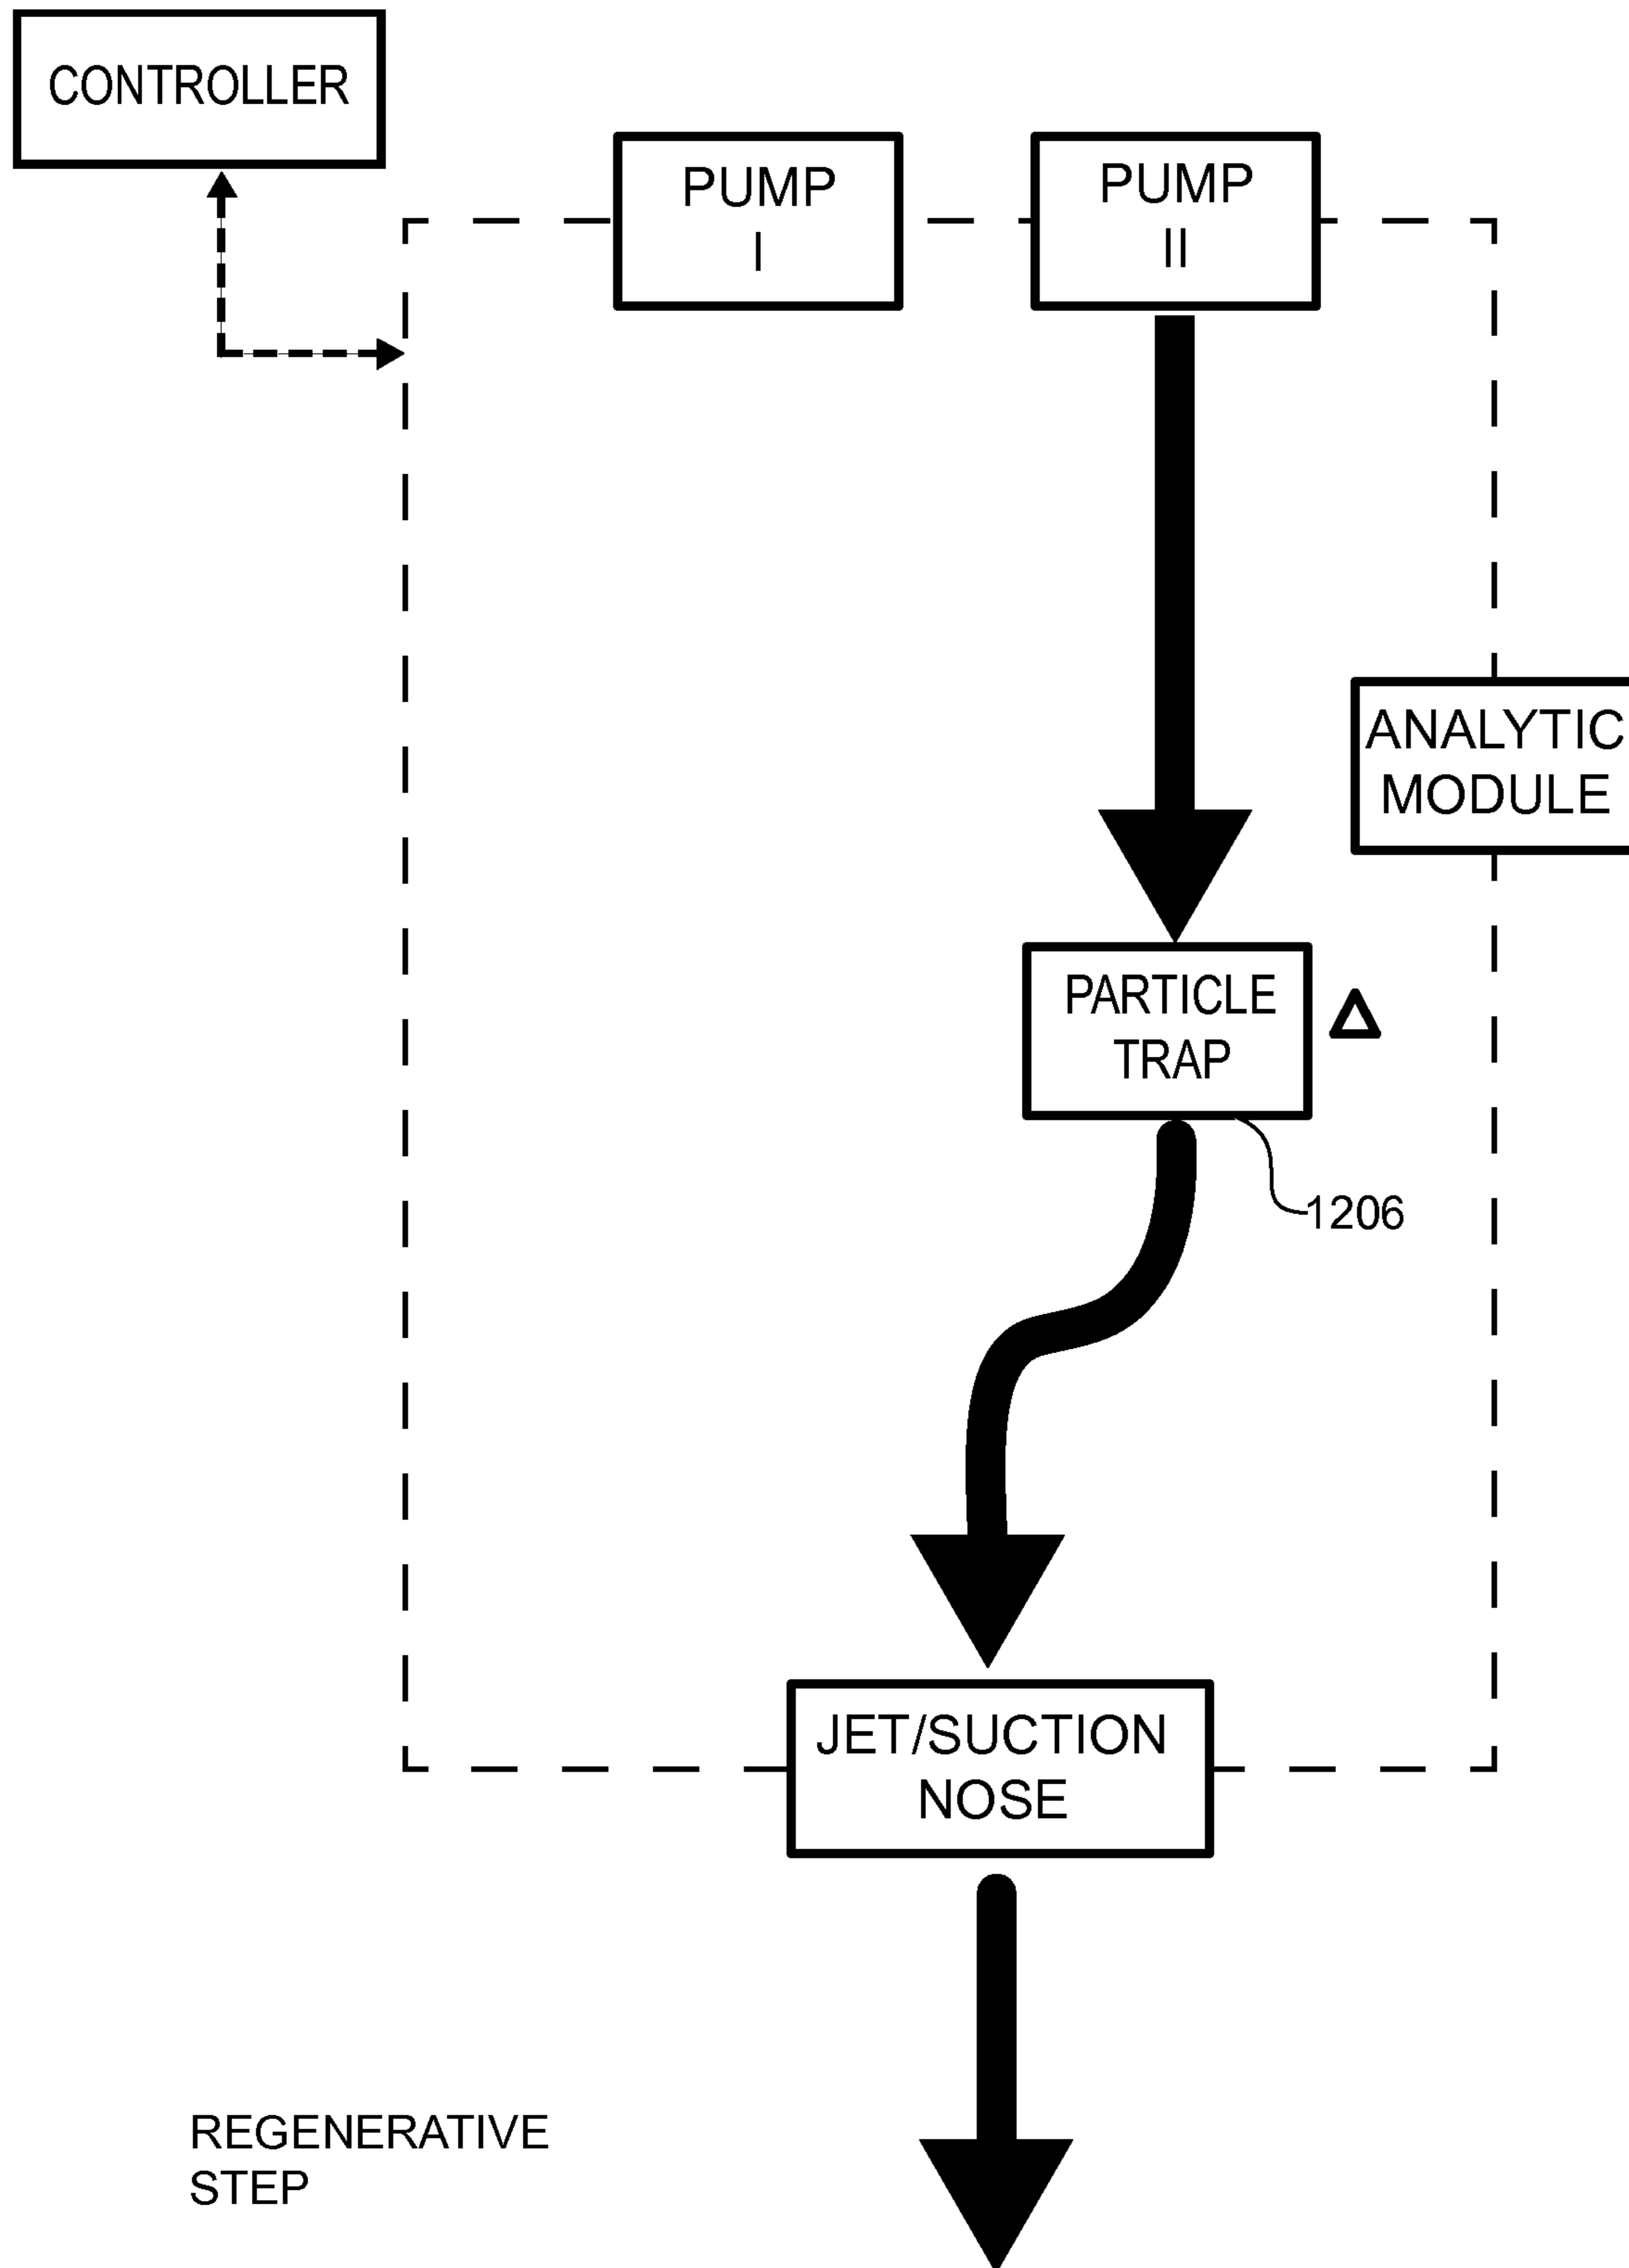 CONTROLLER
PUMP
I
PUMP
II
ANALYTIC
MODULE
PARTICLE
TRAP
Δ
1206
JET/SUCTION
NOSE
REGENERATIVE
STEP